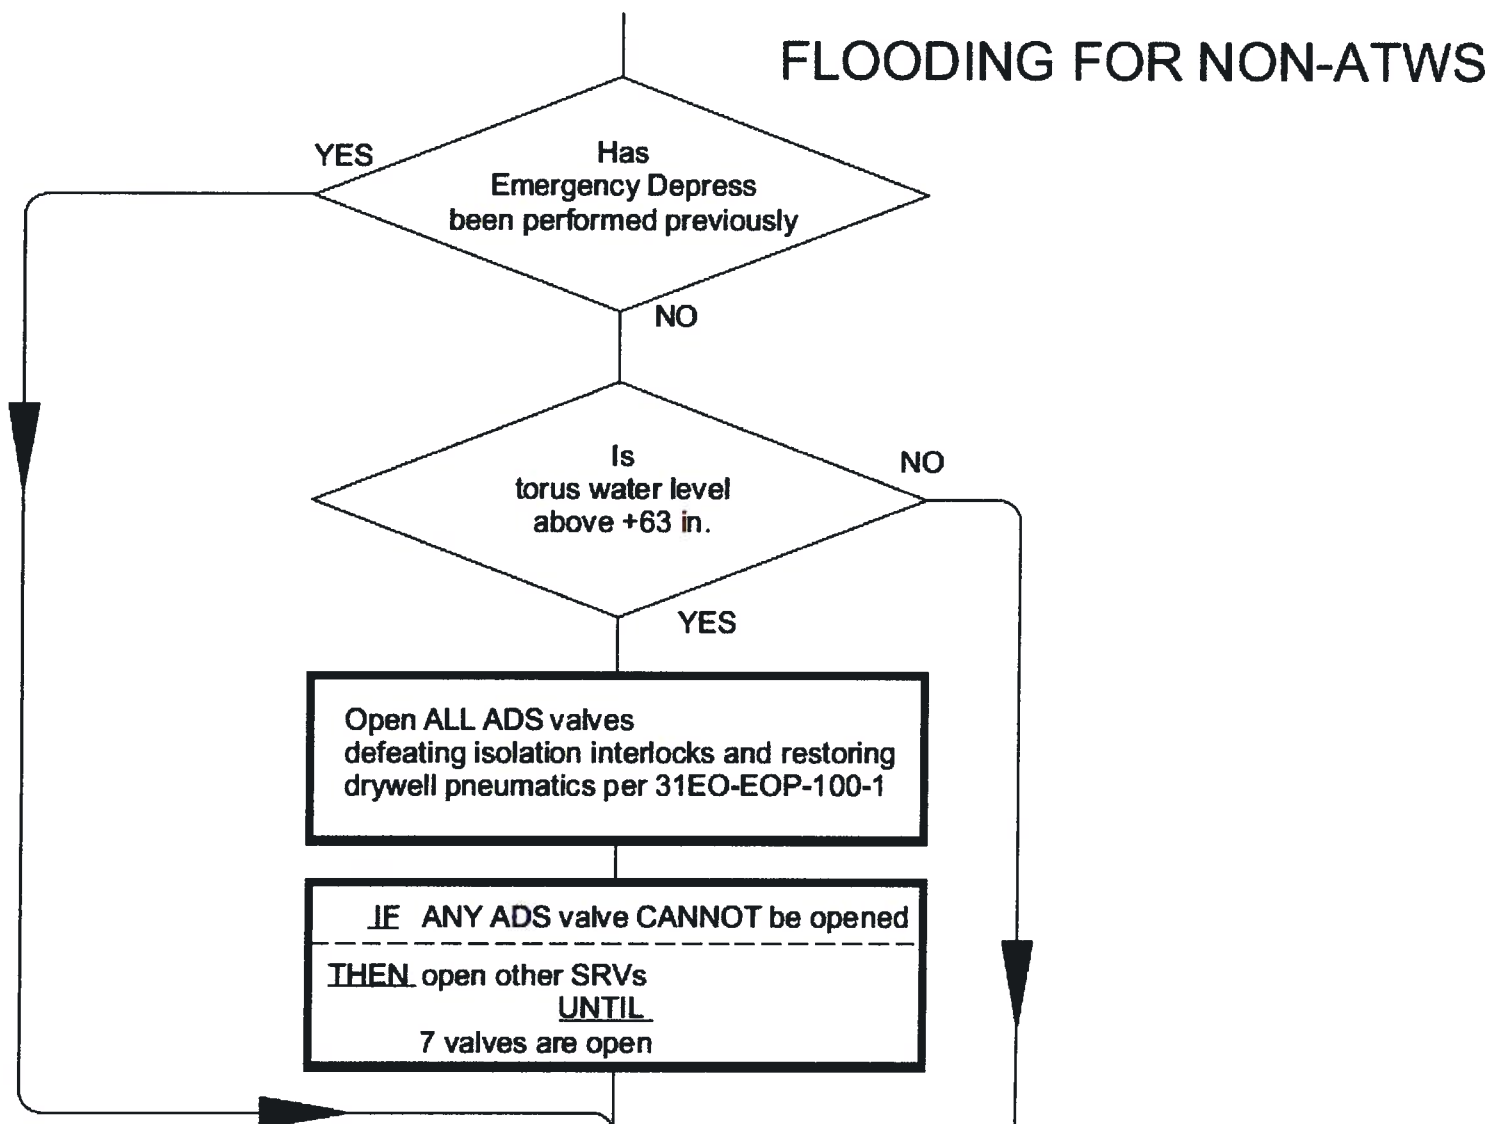 FLOODING FOR NON-ATWS
YES
Has
Emergency Depress
been performed previously
NO
Is
torus water level
above +63 in.
NO
YES
Open ALL ADS valves
defeating isolation interlocks and restoring
drywell pneumatics per 31EO-EOP-100-1
IF ANY ADS valve CANNOT be opened
THEN open other SRVs
UNTIL
7 valves are open